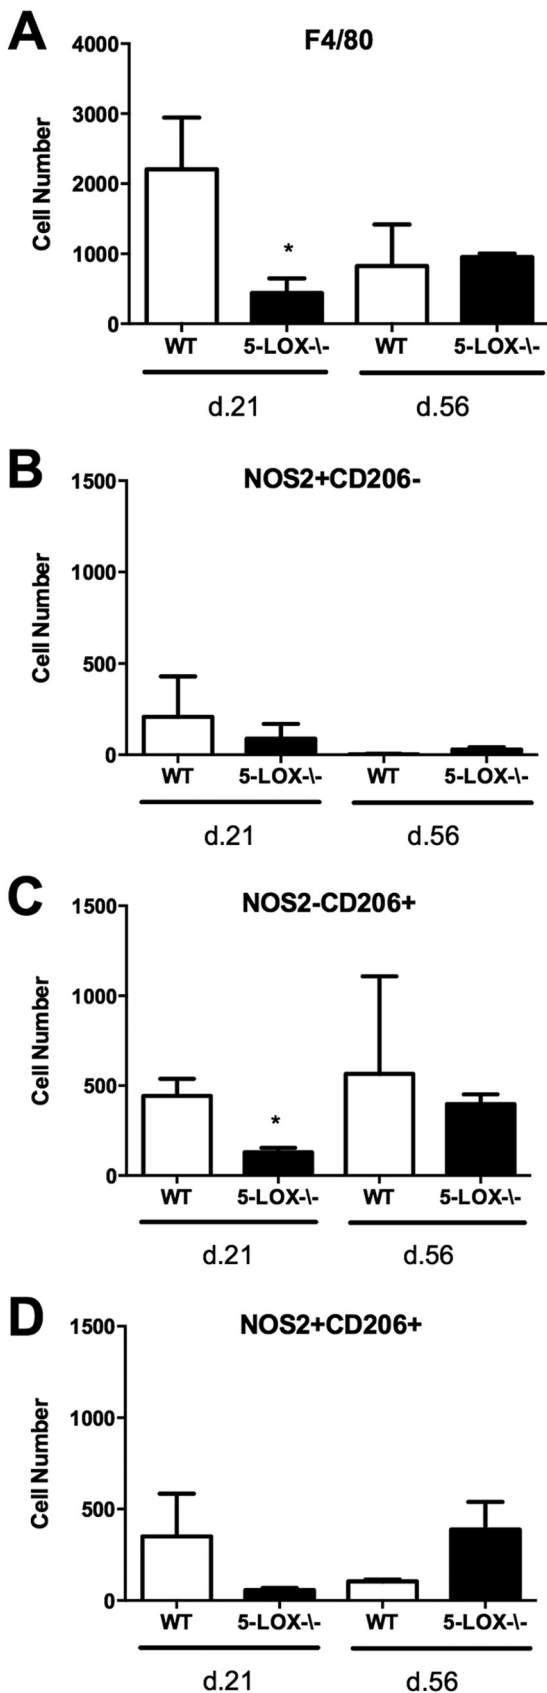 A
F4/80
4000
3000
2000
1000
0
Cell Number
*
WT 5-LOX-\- WT 5-LOX-\-
d.21 d.56
B
NOS2+CD206-
1500
1000
500
0
Cell Number
WT 5-LOX-\- WT 5-LOX-\-
d.21 d.56
C
NOS2-CD206+
1500
1000
500
0
Cell Number
*
WT 5-LOX-\- WT 5-LOX-\-
d.21 d.56
D
NOS2+CD206+
1500
1000
500
0
Cell Number
WT 5-LOX-\- WT 5-LOX-\-
d.21 d.56